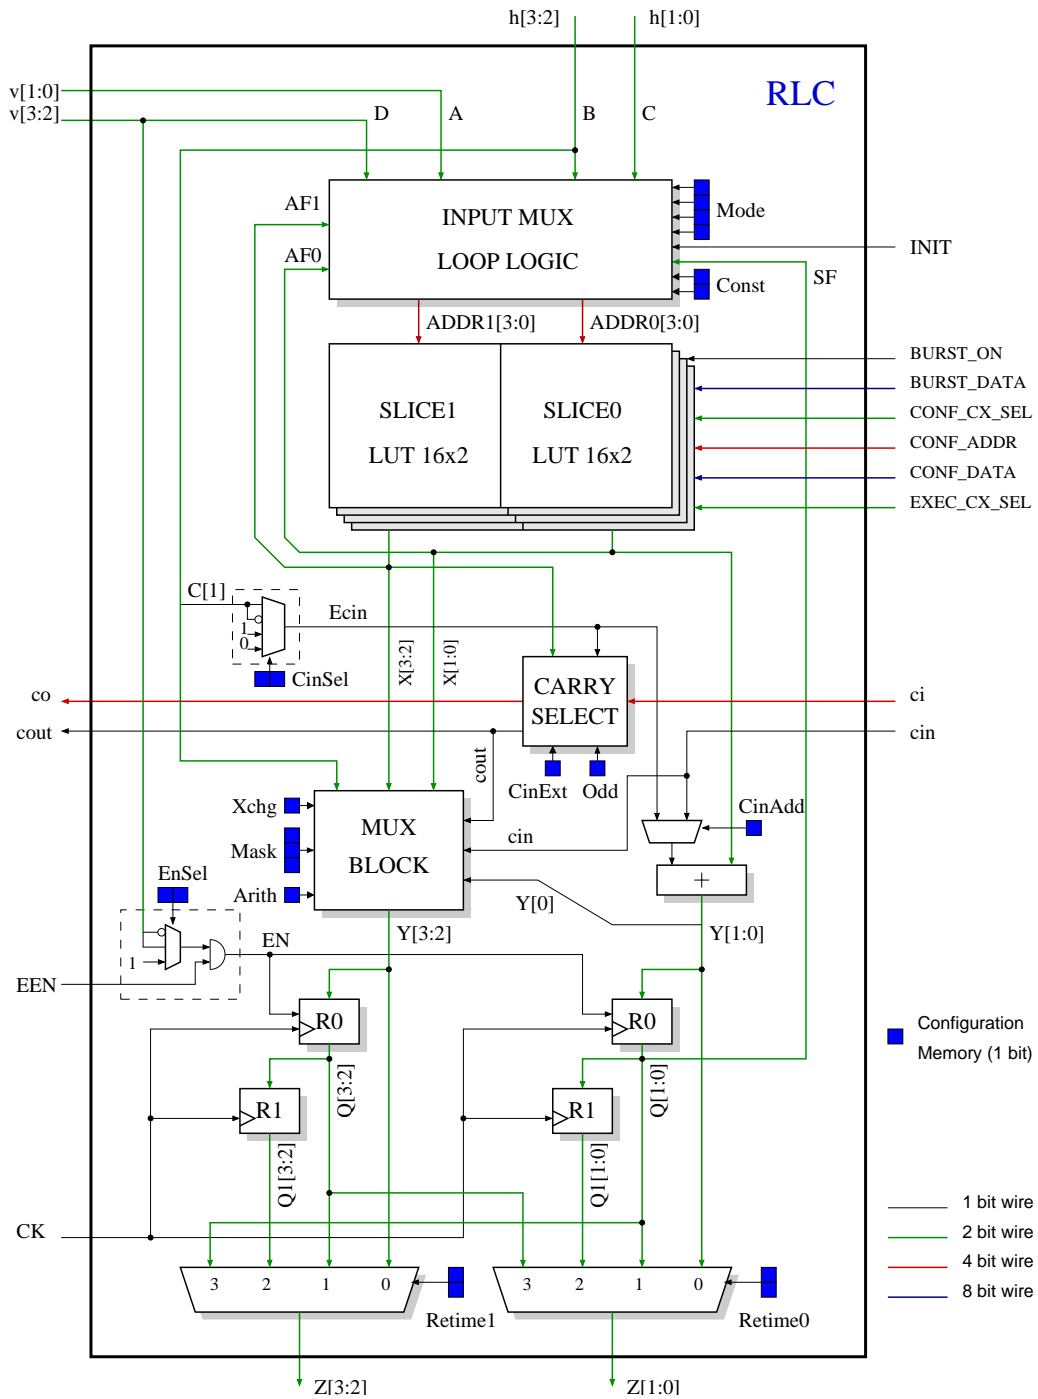 h[3:2] h[1:0]
v[1:0]
v[3:2]
D A B C
RLC
AF1
INPUT MUX
Mode
AF0
LOOP LOGIC
INIT
SF
Const
ADDR1[3:0] ADDR0[3:0]
BURST_ON
BURST_DATA
SLICE1 SLICE0
CONF_CX_SEL
LUT 16x2 LUT 16x2
CONF_ADDR
CONF_DATA
EXEC_CX_SEL
C[1]
Ecin
1
0
CinSel
X[3:2]
X[1:0]
CARRY
SELECT
co
ci
cout
cin
cout
CinExt Odd
CinAdd
Xchg
MUX
BLOCK
cin
Mask
EnSel
Arith
+
Y[0]
Y[3:2]
Y[1:0]
EN
1
EEN
R0 R0
Configuration
Memory (1 bit)
Q[3:2]
Q[1:0]
R1 R1
Q1[3:2]
Q1[1:0]
CK
1 bit wire
2 bit wire
4 bit wire
8 bit wire
3 2 1 0 3 2 1 0
Retime1 Retime0
Z[3:2] Z[1:0]